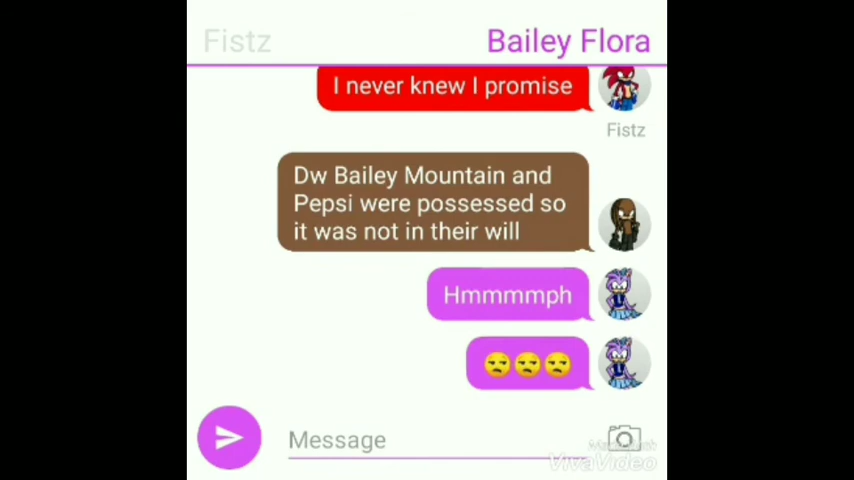 Fistz
Bailey Flora
I never knew I promise
Fistz
Dw Bailey Mountain and
Pepsi were possessed so
it was not in their will
Hmmmmph
😒😒😒
Message
VivaVideo